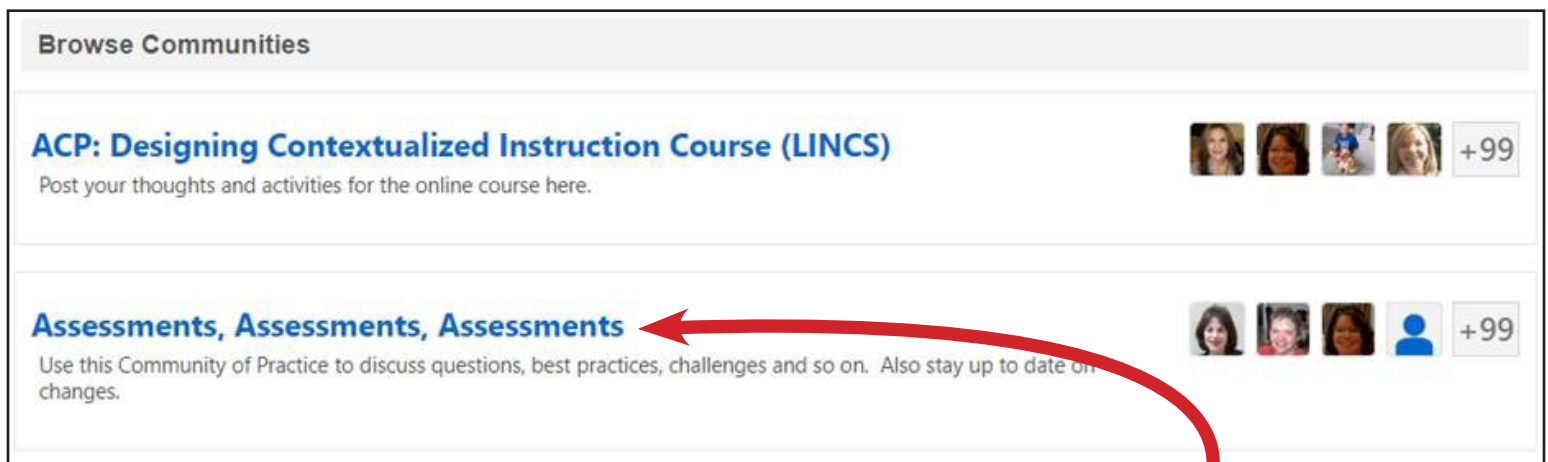 Browse Communities
ACP: Designing Contextualized Instruction Course (LINCS)
+99
Post your thoughts and activities for the online course here.
Assessments, Assessments, Assessments
+99
Use this Community of Practice to discuss questions, best practices, challenges and so on. Also stay up to date on
changes.